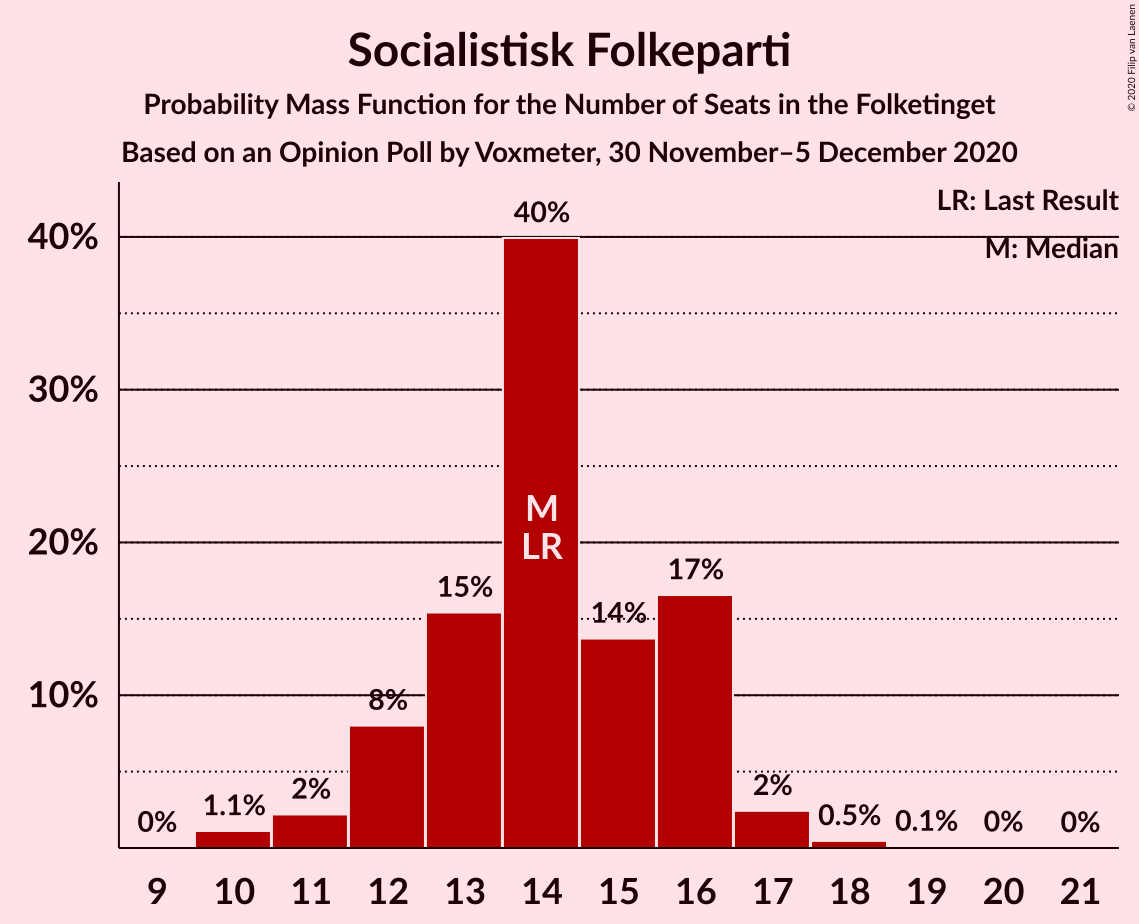 Socialistisk Folkeparti
Probability Mass Function for the Number of Seats in the Folketinget
Based on an Opinion Poll by Voxmeter, 30 November–5 December 2020
© 2020 Filip van Laenen
LR: Last Result
M: Median
40%
30%
20%
10%
0%
1.1%
2%
8%
15%
40%
14%
17%
2%
0.5%
0.1%
0%
0%
M
LR
9 10 11 12 13 14 15 16 17 18 19 20 21